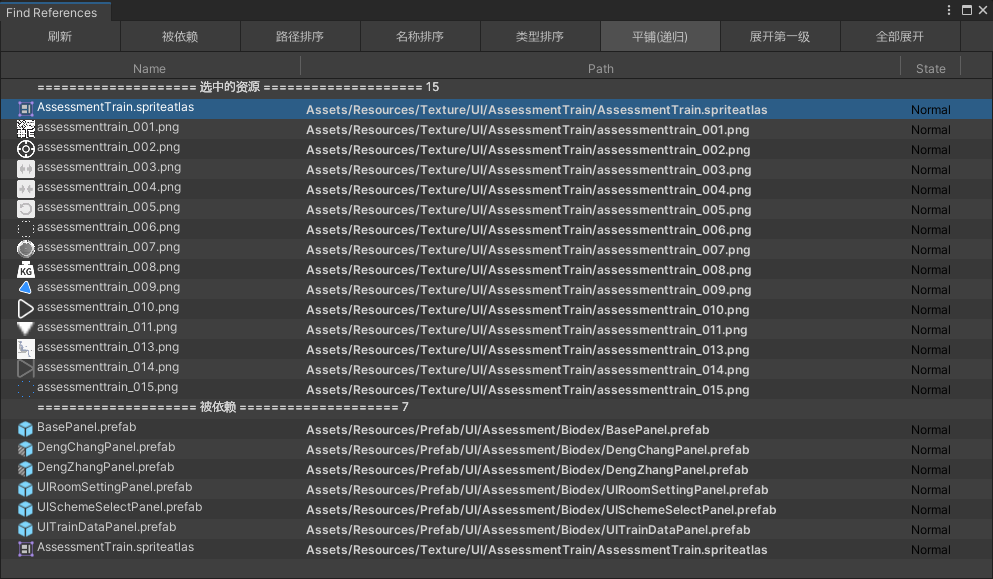 Find References
刷新 被依赖 路径排序 名称排序 类型排序 平铺(递归) 展开第一级 全部展开
Name Path State
==================== 选中的资源 ==================== 15
AssessmentTrain.spriteatlas Assets/Resources/Texture/UI/AssessmentTrain/AssessmentTrain.spriteatlas Normal
assessmenttrain_001.png Assets/Resources/Texture/UI/AssessmentTrain/assessmenttrain_001.png Normal
assessmenttrain_002.png Assets/Resources/Texture/UI/AssessmentTrain/assessmenttrain_002.png Normal
assessmenttrain_003.png Assets/Resources/Texture/UI/AssessmentTrain/assessmenttrain_003.png Normal
assessmenttrain_004.png Assets/Resources/Texture/UI/AssessmentTrain/assessmenttrain_004.png Normal
assessmenttrain_005.png Assets/Resources/Texture/UI/AssessmentTrain/assessmenttrain_005.png Normal
assessmenttrain_006.png Assets/Resources/Texture/UI/AssessmentTrain/assessmenttrain_006.png Normal
assessmenttrain_007.png Assets/Resources/Texture/UI/AssessmentTrain/assessmenttrain_007.png Normal
KG assessmenttrain_008.png Assets/Resources/Texture/UI/AssessmentTrain/assessmenttrain_008.png Normal
assessmenttrain_009.png Assets/Resources/Texture/UI/AssessmentTrain/assessmenttrain_009.png Normal
assessmenttrain_010.png Assets/Resources/Texture/UI/AssessmentTrain/assessmenttrain_010.png Normal
assessmenttrain_011.png Assets/Resources/Texture/UI/AssessmentTrain/assessmenttrain_011.png Normal
assessmenttrain_013.png Assets/Resources/Texture/UI/AssessmentTrain/assessmenttrain_013.png Normal
assessmenttrain_014.png Assets/Resources/Texture/UI/AssessmentTrain/assessmenttrain_014.png Normal
assessmenttrain_015.png Assets/Resources/Texture/UI/AssessmentTrain/assessmenttrain_015.png Normal
==================== 被依赖 ==================== 7
BasePanel.prefab Assets/Resources/Prefab/UI/Assessment/Biodex/BasePanel.prefab Normal
DengChangPanel.prefab Assets/Resources/Prefab/UI/Assessment/Biodex/DengChangPanel.prefab Normal
DengZhangPanel.prefab Assets/Resources/Prefab/UI/Assessment/Biodex/DengZhangPanel.prefab Normal
UIRoomSettingPanel.prefab Assets/Resources/Prefab/UI/Assessment/Biodex/UIRoomSettingPanel.prefab Normal
UISchemeSelectPanel.prefab Assets/Resources/Prefab/UI/Assessment/Biodex/UISchemeSelectPanel.prefab Normal
UITrainDataPanel.prefab Assets/Resources/Prefab/UI/Assessment/Biodex/UITrainDataPanel.prefab Normal
AssessmentTrain.spriteatlas Assets/Resources/Texture/UI/AssessmentTrain/AssessmentTrain.spriteatlas Normal